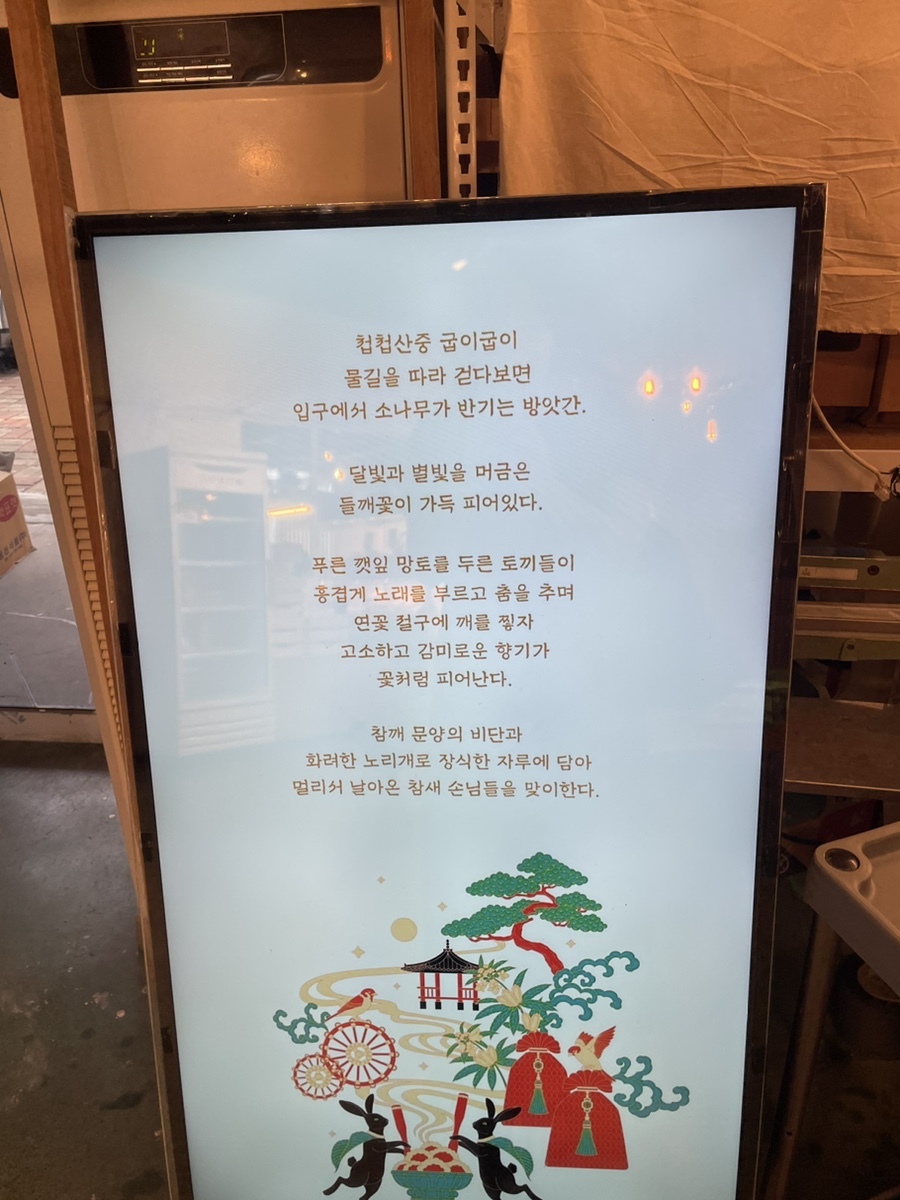 첩첩산중 굽이굽이
물길을 따라 걷다보면
입구에서 소나무가 반기는 방앗간.
달빛과 별빛을 머금은
들깨꽃이 가득 피어있다.
푸른 깻잎 망토를 두른 토끼들이
흥겹게 노래를 부르고 춤을 추며
연꽃 절구에 깨를 찧자
고소하고 감미로운 향기가
꽃처럼 피어난다.
참깨 문양의 비단과
화려한 노리개로 장식한 자루에 담아
멀리서 날아온 참새 손님들을 맞이한다.